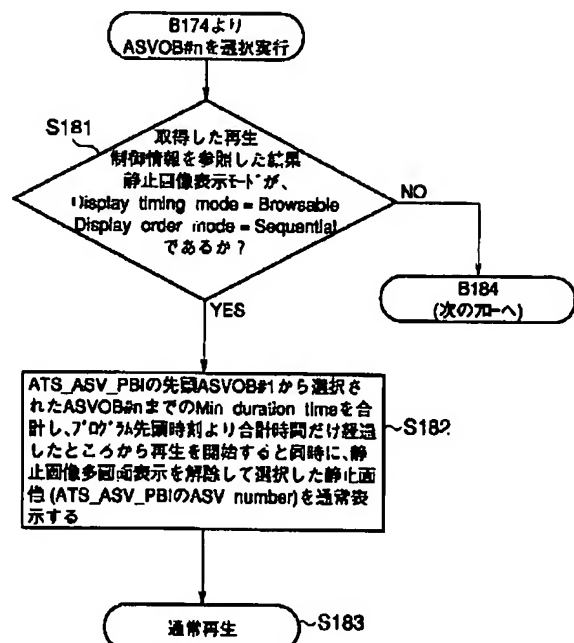 B174より
ASVOB#nを選択実行
S181
取得した再生
制御情報を参照した結果
静止画像表示モードが、
Display timing mode = Browsable
Display order mode = Sequential
であるか?
NO
B184
(次のフローへ)
YES
ATS_ASV_PBIの先頭ASVOB#1から選択さ
れたASVOB#nまでのMin duration timeを合
計し、プログラム先頭時刻より合計時間だけ経過
したところから再生を開始すると同時に、静
止画像多画面表示を解除して選択した静止画
像(ATS_ASV_PBIのASV number)を通常表
示する
S182
通常再生
S183